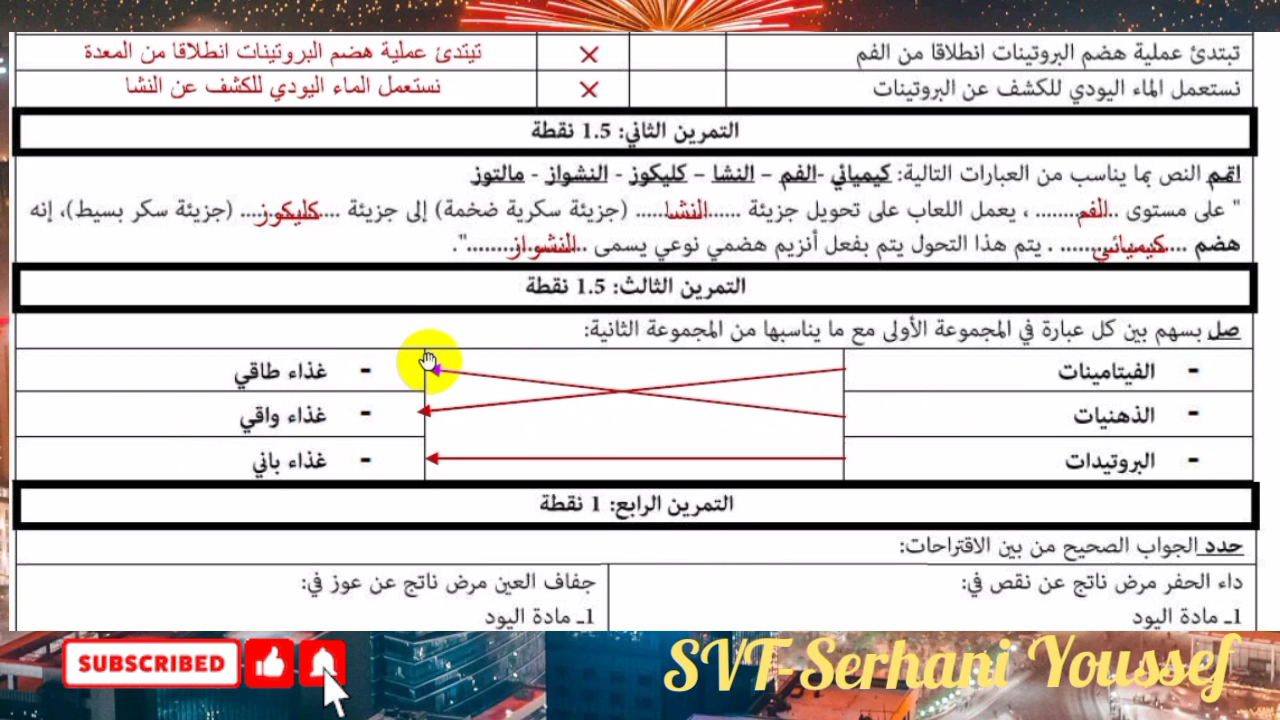 تبتدئ عملية هضم البروتينات انطلاقا من الفم × تبتدئ عملية هضم البروتينات انطلاقا من المعدة
نستعمل الماء اليودي للكشف عن البروتينات × نستعمل الماء اليودي للكشف عن النشا
التمرين الثاني: 1.5 نقطة
اتمم النص بما يناسب من العبارات التالية: كيميائي -الفم – النشا – كليكوز - النشواز - مالتوز
" على مستوى ..الفم........ ، يعمل اللعاب على تحويل جزيئة ......النشا...... (جزيئة سكرية ضخمة) إلى جزيئة ....كليكوز.... (جزيئة سكر بسيط)، إنه
هضم ....كيميائي...... . يتم هذا التحول يتم بفعل أنزيم هضمي نوعي يسمى ..النشواز.......".
التمرين الثالث: 1.5 نقطة
صل بسهم بين كل عبارة في المجموعة الأولى مع ما يناسبها من المجموعة الثانية:
- الفيتامينات - غذاء طاقي
- الذهنيات - غذاء واقي
- البروتيدات - غذاء باني
التمرين الرابع: 1 نقطة
حدد الجواب الصحيح من بين الاقتراحات:
داء الحفر مرض ناتج عن نقص في: جفاف العين مرض ناتج عن عوز في:
1ـ مادة اليود 1ـ مادة اليود
SUBSCRIBED
SVT-Serhani Youssef